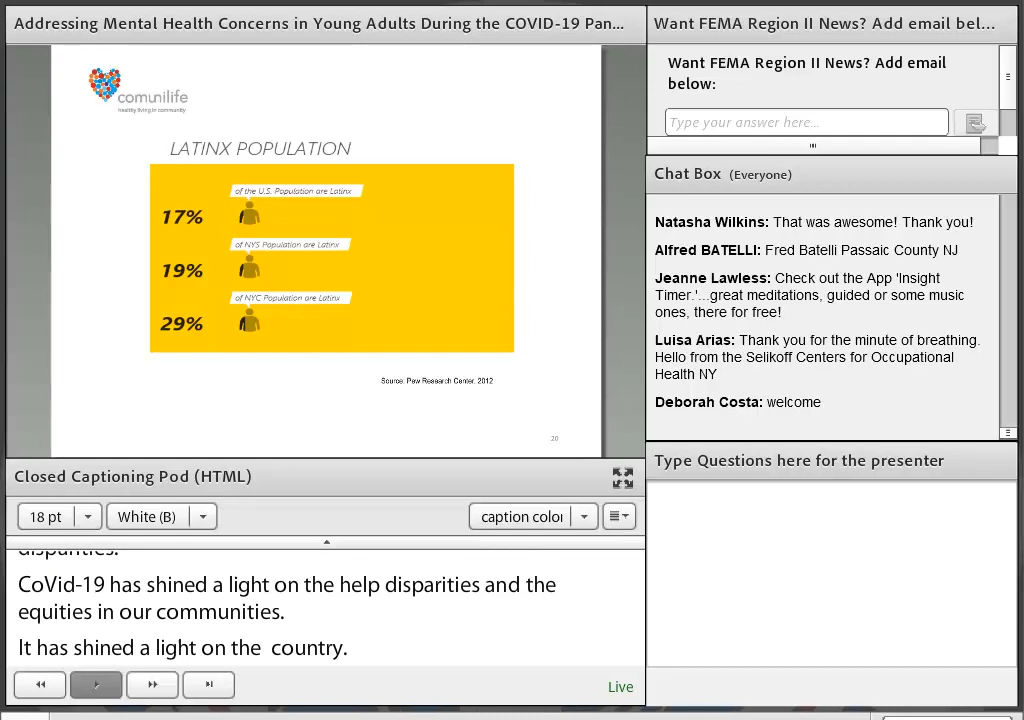 Addressing Mental Health Concerns in Young Adults During the COVID-19 Pan...
comunilife
healthy living in community
LATINX POPULATION
of the U.S. Population are Latinx
17%
of NYS Population are Latinx
19%
of NYC Population are Latinx
29%
Source: Pew Research Center, 2012
20
Closed Captioning Pod (HTML)
18 pt
White (B)
caption color
disparities.
CoVid-19 has shined a light on the help disparities and the
equities in our communities.
It has shined a light on the  country.
Live
Want FEMA Region II News? Add email bel...
Want FEMA Region II News? Add email
below:
Type your answer here...
Chat Box (Everyone)
Natasha Wilkins: That was awesome! Thank you!
Alfred BATELLI: Fred Batelli Passaic County NJ
Jeanne Lawless: Check out the App 'Insight
Timer.'...great meditations, guided or some music
ones, there for free!
Luisa Arias: Thank you for the minute of breathing.
Hello from the Selikoff Centers for Occupational
Health NY
Deborah Costa: welcome
Type Questions here for the presenter